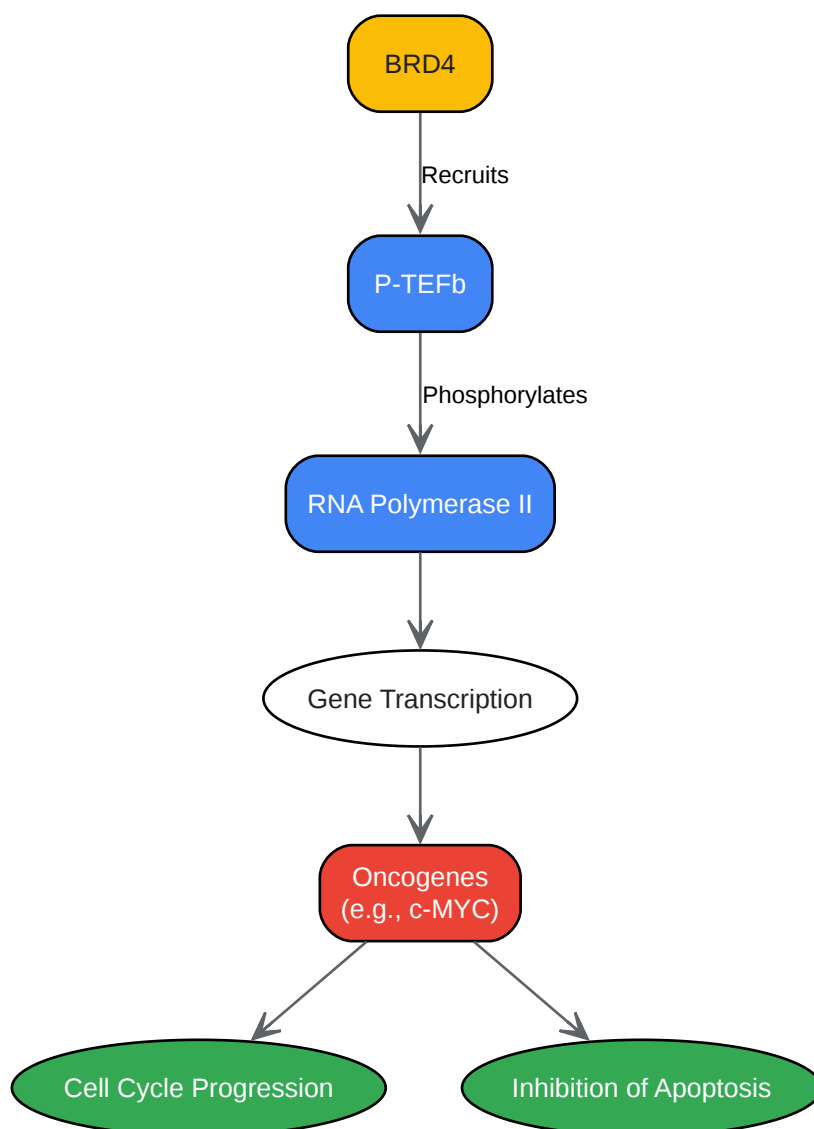 BRD4
Recruits
P-TEFb
Phosphorylates
RNA Polymerase II
Gene Transcription
Oncogenes
(e.g., c-MYC)
Cell Cycle Progression
Inhibition of Apoptosis